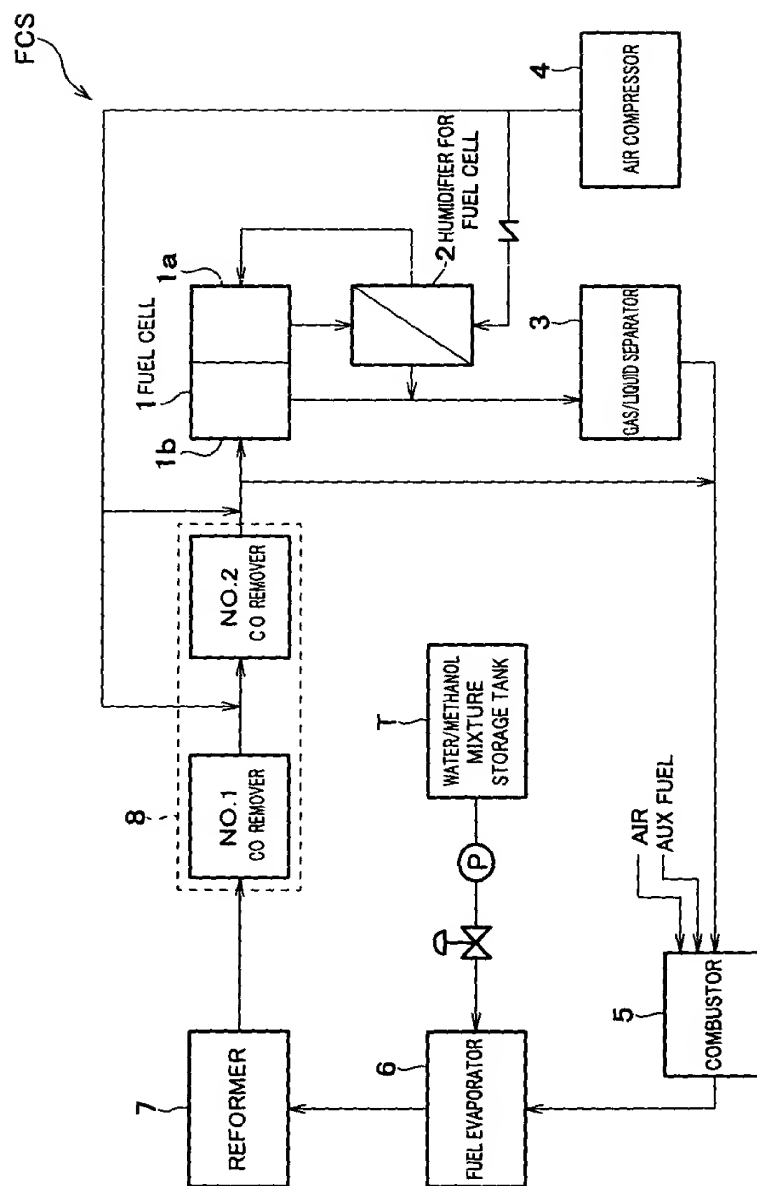 FCS
7
REFORMER
8
NO.1
CO REMOVER
NO.2
CO REMOVER
1b
1 FUEL CELL
1a
2 HUMIDIFIER FOR
FUEL CELL
4
AIR COMPRESSOR
3
GAS/LIQUID SEPARATOR
6
FUEL EVAPORATOR
P
T
WATER/METHANOL
MIXTURE
STORAGE TANK
5
COMBUSTOR
AIR
AUX FUEL